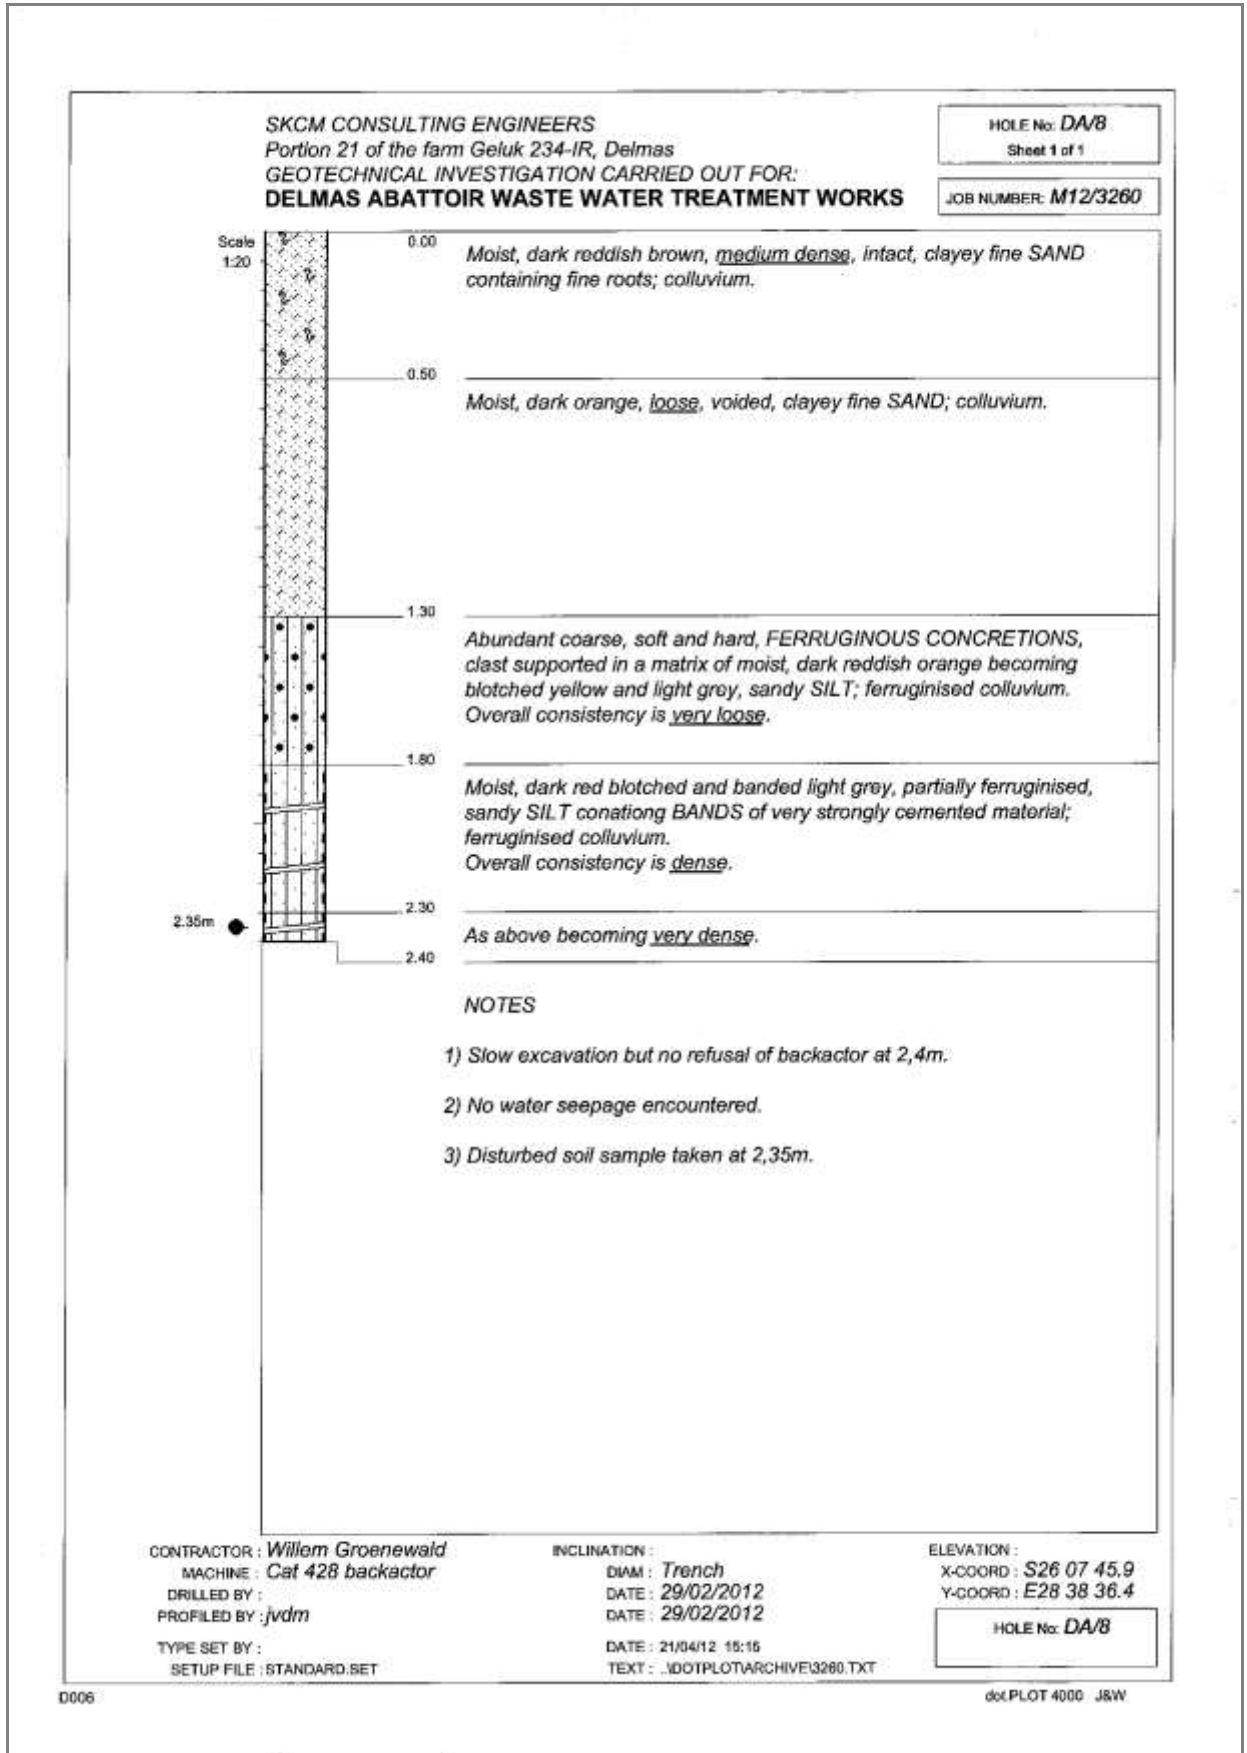 SKCM CONSULTING ENGINEERS
Portion 21 of the farm Geluk 234-IR, Delmas
GEOTECHNICAL INVESTIGATION CARRIED OUT FOR:
DELMAS ABATTOIR WASTE WATER TREATMENT WORKS
HOLE No: DA/8
Sheet 1 of 1
JOB NUMBER: M12/3260
Scale
1:20
0.00
Moist, dark reddish brown, medium dense, intact, clayey fine SAND
containing fine roots; colluvium.
0.50
Moist, dark orange, loose, voided, clayey fine SAND; colluvium.
1.30
Abundant coarse, soft and hard, FERRUGINOUS CONCRETIONS,
clast supported in a matrix of moist, dark reddish orange becoming
blotched yellow and light grey, sandy SILT; ferruginised colluvium.
Overall consistency is very loose.
1.80
Moist, dark red blotched and banded light grey, partially ferruginised,
sandy SILT conationg BANDS of very strongly cemented material;
ferruginised colluvium.
Overall consistency is dense.
2.30
2.35m
As above becoming very dense.
2.40
NOTES
1) Slow excavation but no refusal of backactor at 2,4m.
2) No water seepage encountered.
3) Disturbed soil sample taken at 2,35m.
CONTRACTOR : Willem Groenewald
MACHINE : Cat 428 backactor
DRILLED BY :
PROFILED BY : jvdm
TYPE SET BY :
SETUP FILE : STANDARD.SET
INCLINATION :
DIAM : Trench
DATE : 29/02/2012
DATE : 29/02/2012
DATE : 21/04/12 15:15
TEXT : ..\DOTPLOT\ARCHIVE\3260.TXT
ELEVATION :
X-COORD : S26 07 45.9
Y-COORD : E28 38 36.4
HOLE No: DA/8
D006
dot.PLOT 4000 J&W